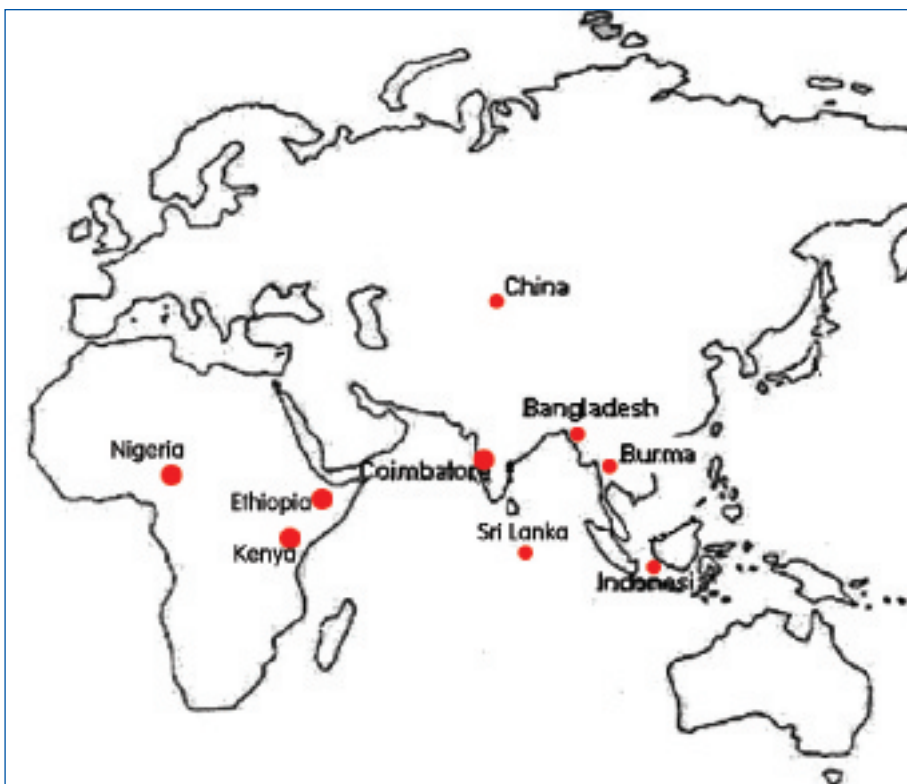 China
Bangladesh
Nigeria
Coimbatore
Burma
Ethiopia
Sri Lanka
Kenya
Indonesi